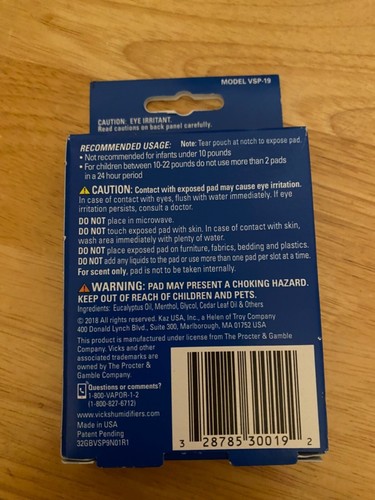 MODEL VSP-19
CAUTION: EYE IRRITANT.
Read cautions on back panel carefully.
RECOMMENDED USAGE: Note: Tear pouch at notch to expose pad.
• Not recommended for infants under 10 pounds
• For children between 10-22 pounds do not use more than 2 pads
in a 24 hour period
CAUTION: Contact with exposed pad may cause eye irritation.
In case of contact with eyes, flush with water immediately. If eye
irritation persists, consult a doctor.
DO NOT place in microwave.
DO NOT touch exposed pad with skin. In case of contact with skin,
wash area immediately with plenty of water.
DO NOT place exposed pad on furniture, fabrics, bedding and plastics.
DO NOT add any liquids to the pad or use more than one pad per slot at a time.
For scent only, pad is not to be taken internally.
WARNING: PAD MAY PRESENT A CHOKING HAZARD.
KEEP OUT OF REACH OF CHILDREN AND PETS.
Ingredients: Eucalyptus Oil, Menthol, Glycol, Cedar Leaf Oil & Others
© 2018 All rights reserved. Kaz USA, Inc., a Helen of Troy Company
400 Donald Lynch Blvd., Suite 300, Marlborough, MA 01752 USA
This product is manufactured under license from The Procter & Gamble
Company. Vicks and other
associated trademarks are
owned by The Procter &
Gamble Company.
Questions or comments?
1-800-VAPOR-1-2
(1-800-827-6712)
www.vickshumidifiers.com
Made in USA
Patent Pending
32GBVSP9N01R1
3 28785 30019 2